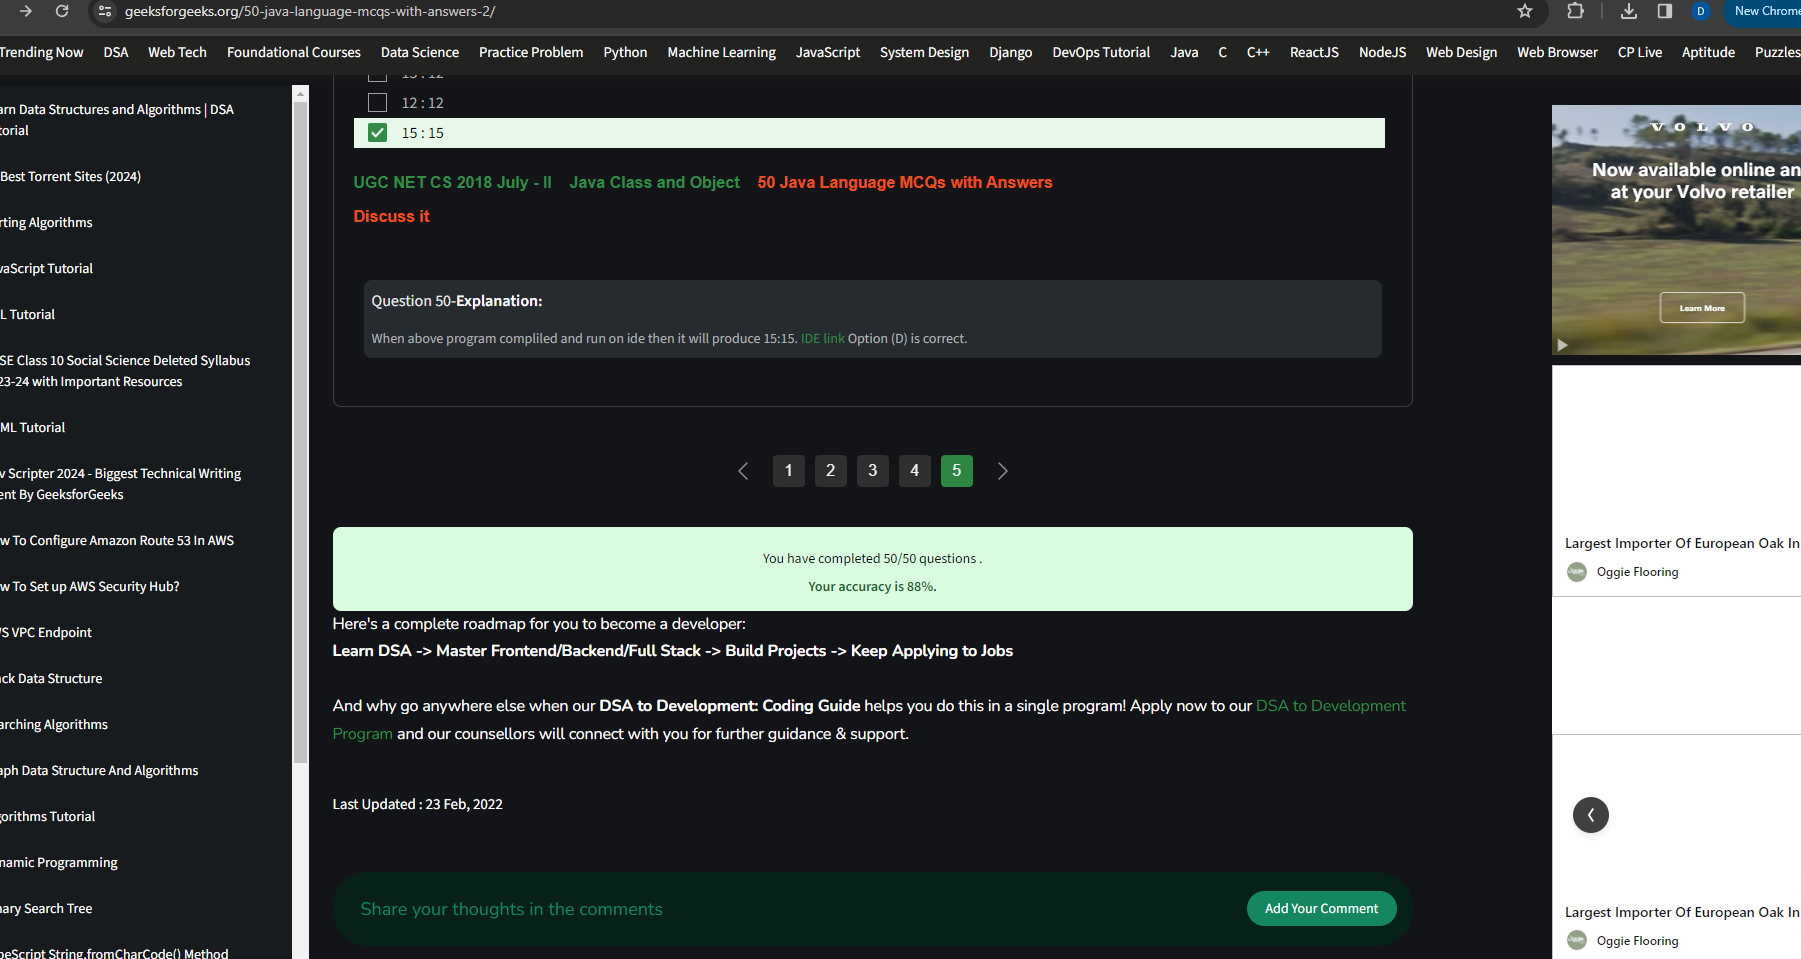 geeksforgeeks.org/50-java-language-mcqs-with-answers-2/
D
New Chrome
Trending Now DSA Web Tech Foundational Courses Data Science Practice Problem Python Machine Learning JavaScript System Design Django DevOps Tutorial Java C C++ ReactJS NodeJS Web Design Web Browser CP Live Aptitude Puzzles
arn Data Structures and Algorithms | DSA
torial
Best Torrent Sites (2024)
rting Algorithms
vaScript Tutorial
L Tutorial
SE Class 10 Social Science Deleted Syllabus
23-24 with Important Resources
ML Tutorial
v Scripter 2024 - Biggest Technical Writing
ent By GeeksforGeeks
w To Configure Amazon Route 53 In AWS
w To Set up AWS Security Hub?
S VPC Endpoint
ck Data Structure
arching Algorithms
aph Data Structure And Algorithms
gorithms Tutorial
namic Programming
nary Search Tree
peScript String.fromCharCode() Method
12 : 12
15 : 15
UGC NET CS 2018 July - II Java Class and Object 50 Java Language MCQs with Answers
Discuss it
Question 50-Explanation:
When above program compliled and run on ide then it will produce 15:15. IDE link Option (D) is correct.
1 2 3 4 5
You have completed 50/50 questions .
Your accuracy is 88%.
Here's a complete roadmap for you to become a developer:
Learn DSA -> Master Frontend/Backend/Full Stack -> Build Projects -> Keep Applying to Jobs
And why go anywhere else when our DSA to Development: Coding Guide helps you do this in a single program! Apply now to our DSA to Development
Program and our counsellors will connect with you for further guidance & support.
Last Updated : 23 Feb, 2022
Share your thoughts in the comments
Add Your Comment
VOLVO
Now available online an
at your Volvo retailer
Learn More
Largest Importer Of European Oak In
Oggie Flooring
Largest Importer Of European Oak In
Oggie Flooring